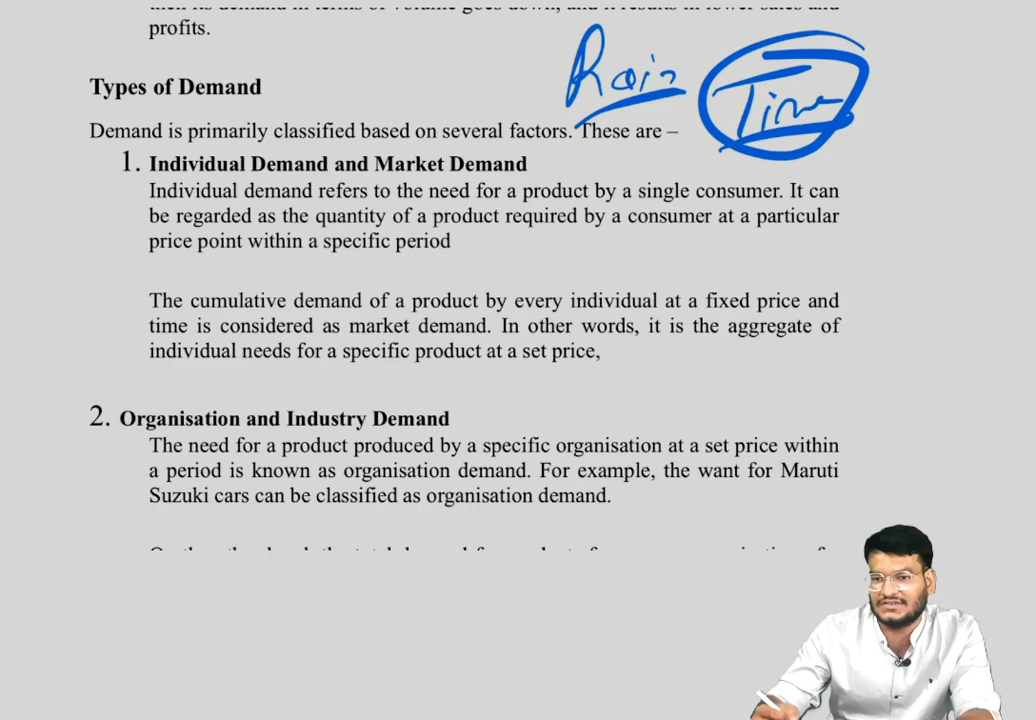 profits.
Rain
Time
Types of Demand
Demand is primarily classified based on several factors. These are –
1. Individual Demand and Market Demand
Individual demand refers to the need for a product by a single consumer. It can
be regarded as the quantity of a product required by a consumer at a particular
price point within a specific period
The cumulative demand of a product by every individual at a fixed price and
time is considered as market demand. In other words, it is the aggregate of
individual needs for a specific product at a set price,
2. Organisation and Industry Demand
The need for a product produced by a specific organisation at a set price within
a period is known as organisation demand. For example, the want for Maruti
Suzuki cars can be classified as organisation demand.